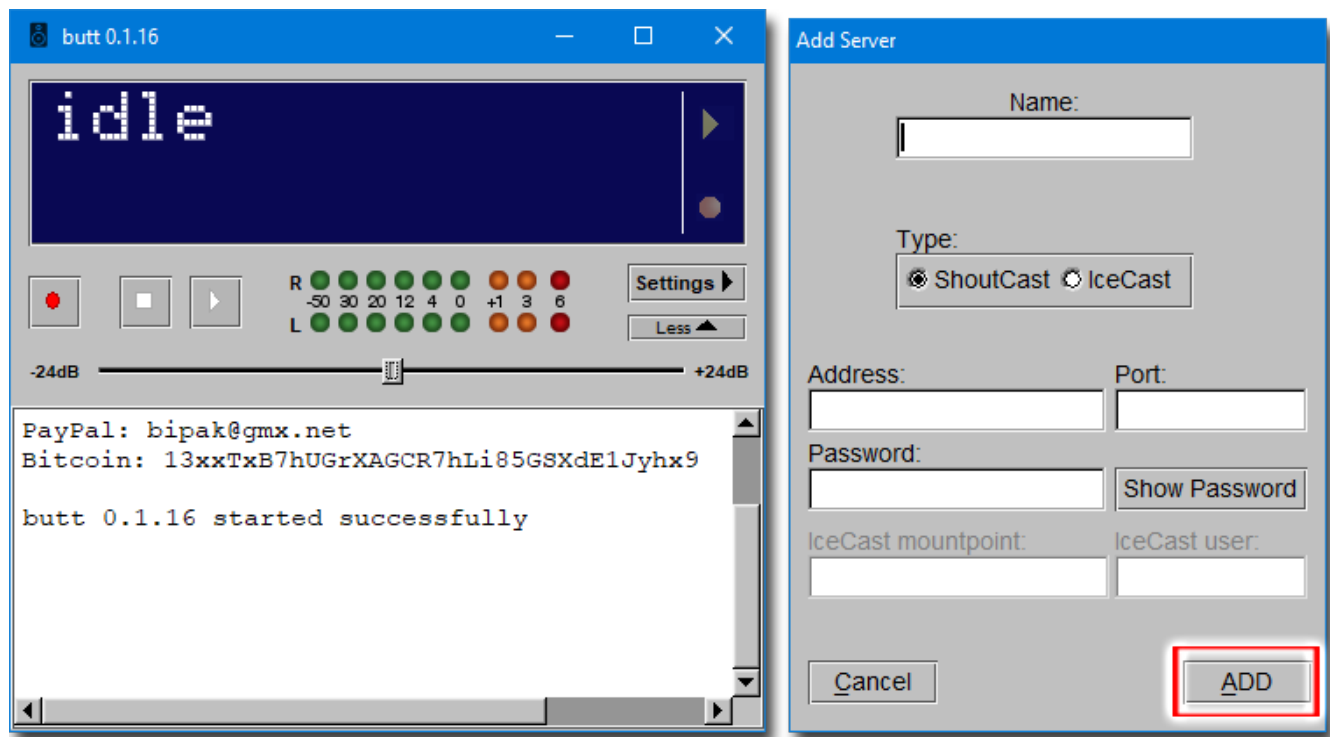 butt 0.1.16
idle
R
-50 30 20 12 4 0 +1 3 6
L
Settings
Less
-24dB
+24dB
PayPal: bipak@gmx.net
Bitcoin: 13xxTxB7hUGrXAGCR7hLi85GSXdE1Jyhx9
butt 0.1.16 started successfully
Add Server
Name:
Type:
ShoutCast IceCast
Address: Port:
Password:
Show Password
IceCast mountpoint: IceCast user:
Cancel ADD